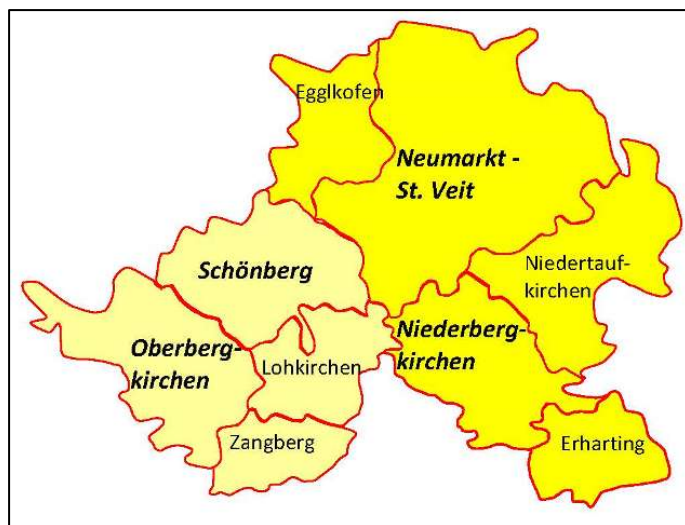 Egglkofen
Neumarkt -
St. Veit
Schönberg
Niedertauf-
kirchen
Oberberg-
kirchen
Lohkirchen
Niederberg-
kirchen
Zangberg
Erharting